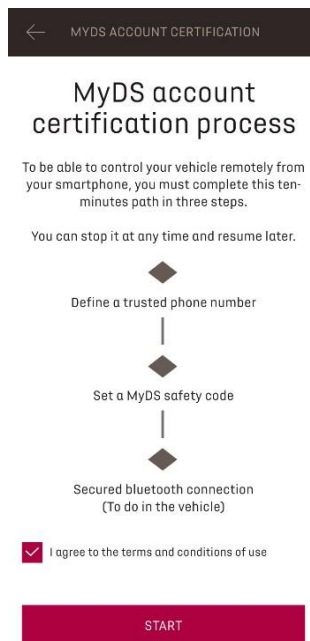 MYDS ACCOUNT CERTIFICATION
MyDS account
certification process
To be able to control your vehicle remotely from
your smartphone, you must complete this ten-
minutes path in three steps.
You can stop it at any time and resume later.
Define a trusted phone number
Set a MyDS safety code
Secured bluetooth connection
(To do in the vehicle)
I agree to the terms and conditions of use
START